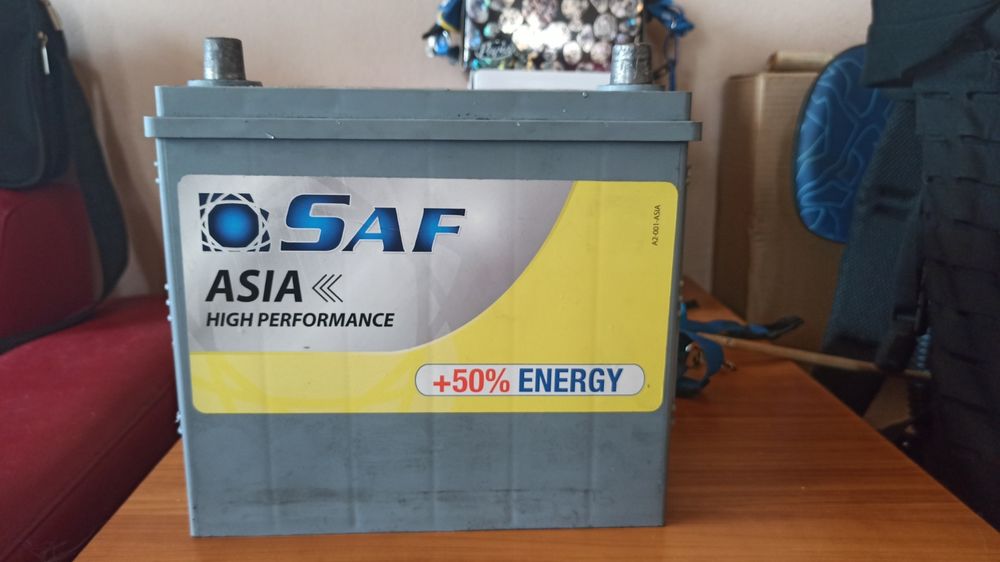 SAF
ASIA
HIGH PERFORMANCE
+50% ENERGY
A2-001-ASIA